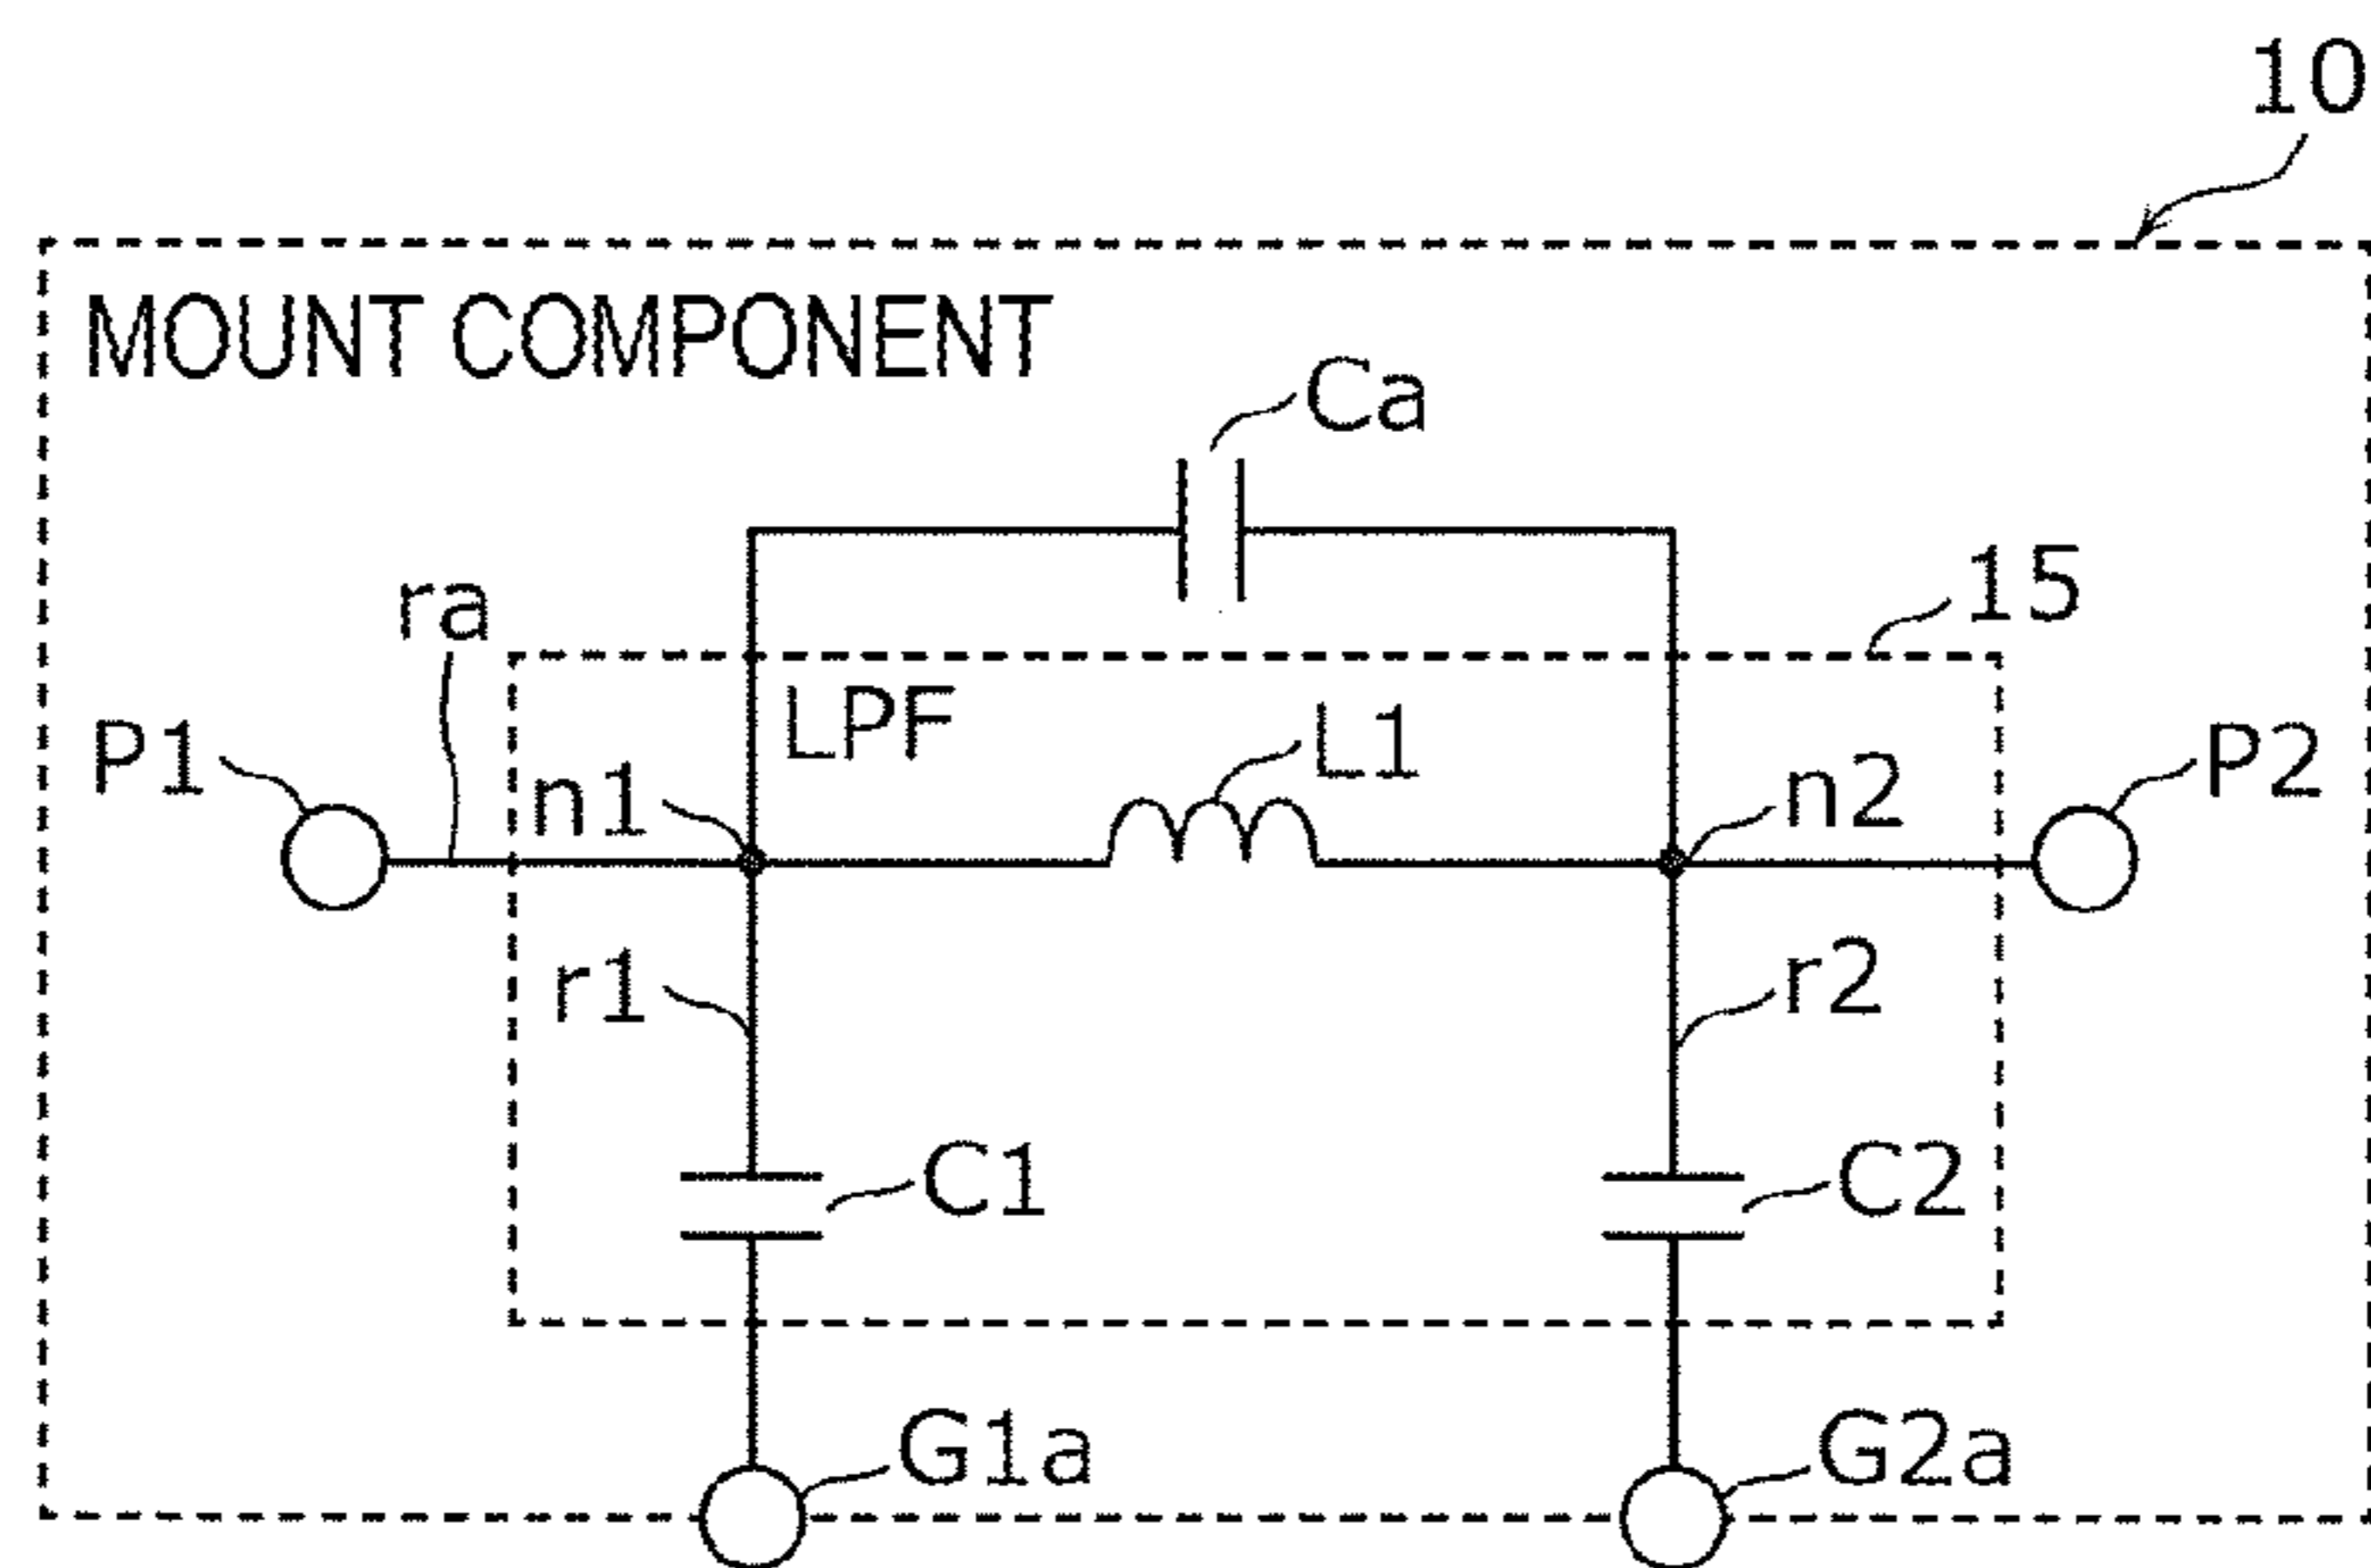 10
MOUNT COMPONENT
Ca
ra
15
LPF
P1
n1
L1
n2
P2
r1
r2
C1
C2
G1a
G2a